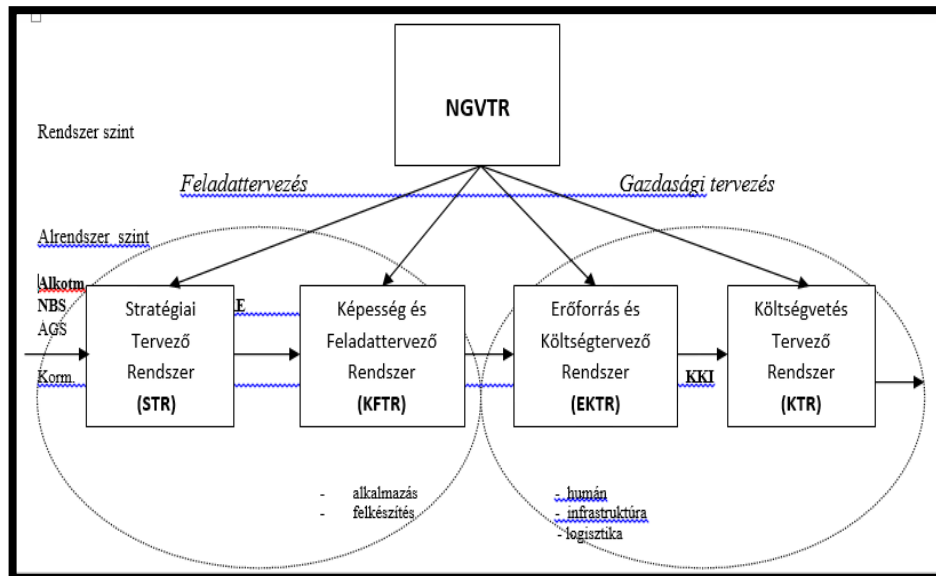 NGVTR
Rendszer szint
Feladattervezés
Gazdasági tervezés
Alrendszer szint
Alkotm
NBS
ÁGS
Korm.
Stratégiai
Tervező
Rendszer
(STR)
E
Képesség és
Feladattervező
Rendszer
(KFTR)
Erőforrás és
Költségtervező
Rendszer
(EKTR)
KKI
Költségvetés
Tervező
Rendszer
(KTR)
- alkalmazás
- felkészítés
- humán
- infrastruktúra
- logisztika